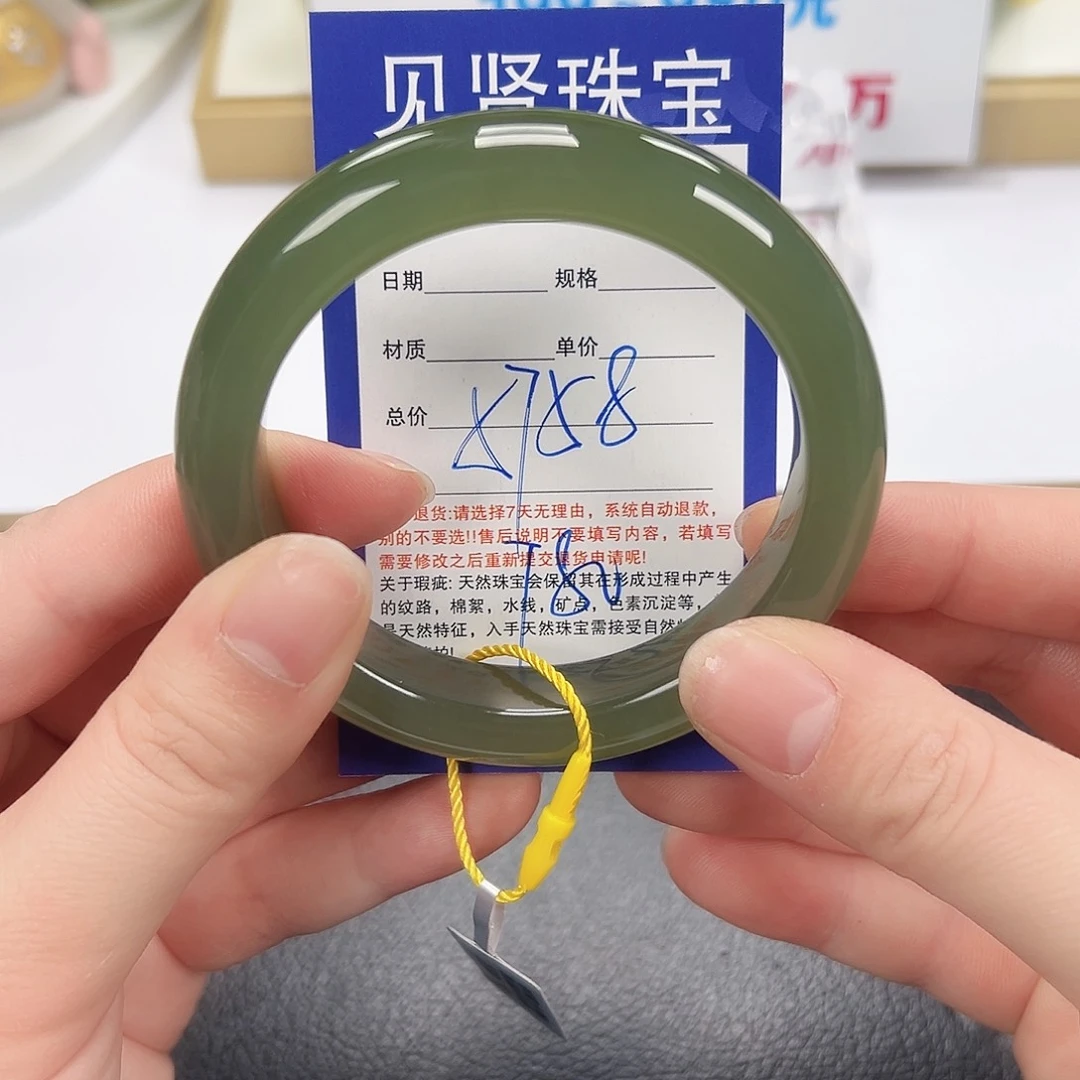 见贤珠宝
日期 规格
材质 单价
总价 8758
退货:请选择7天无理由，系统自动退款，
别的不要选!!售后说明不要填写内容，若填写
需要修改之后重新提交退货申请呢!
780
关于瑕疵: 天然珠宝会保留其在形成过程中产生
的纹路，棉絮，水线，矿点，色素沉淀等，
是天然特征，入手天然珠宝需接受自然
万